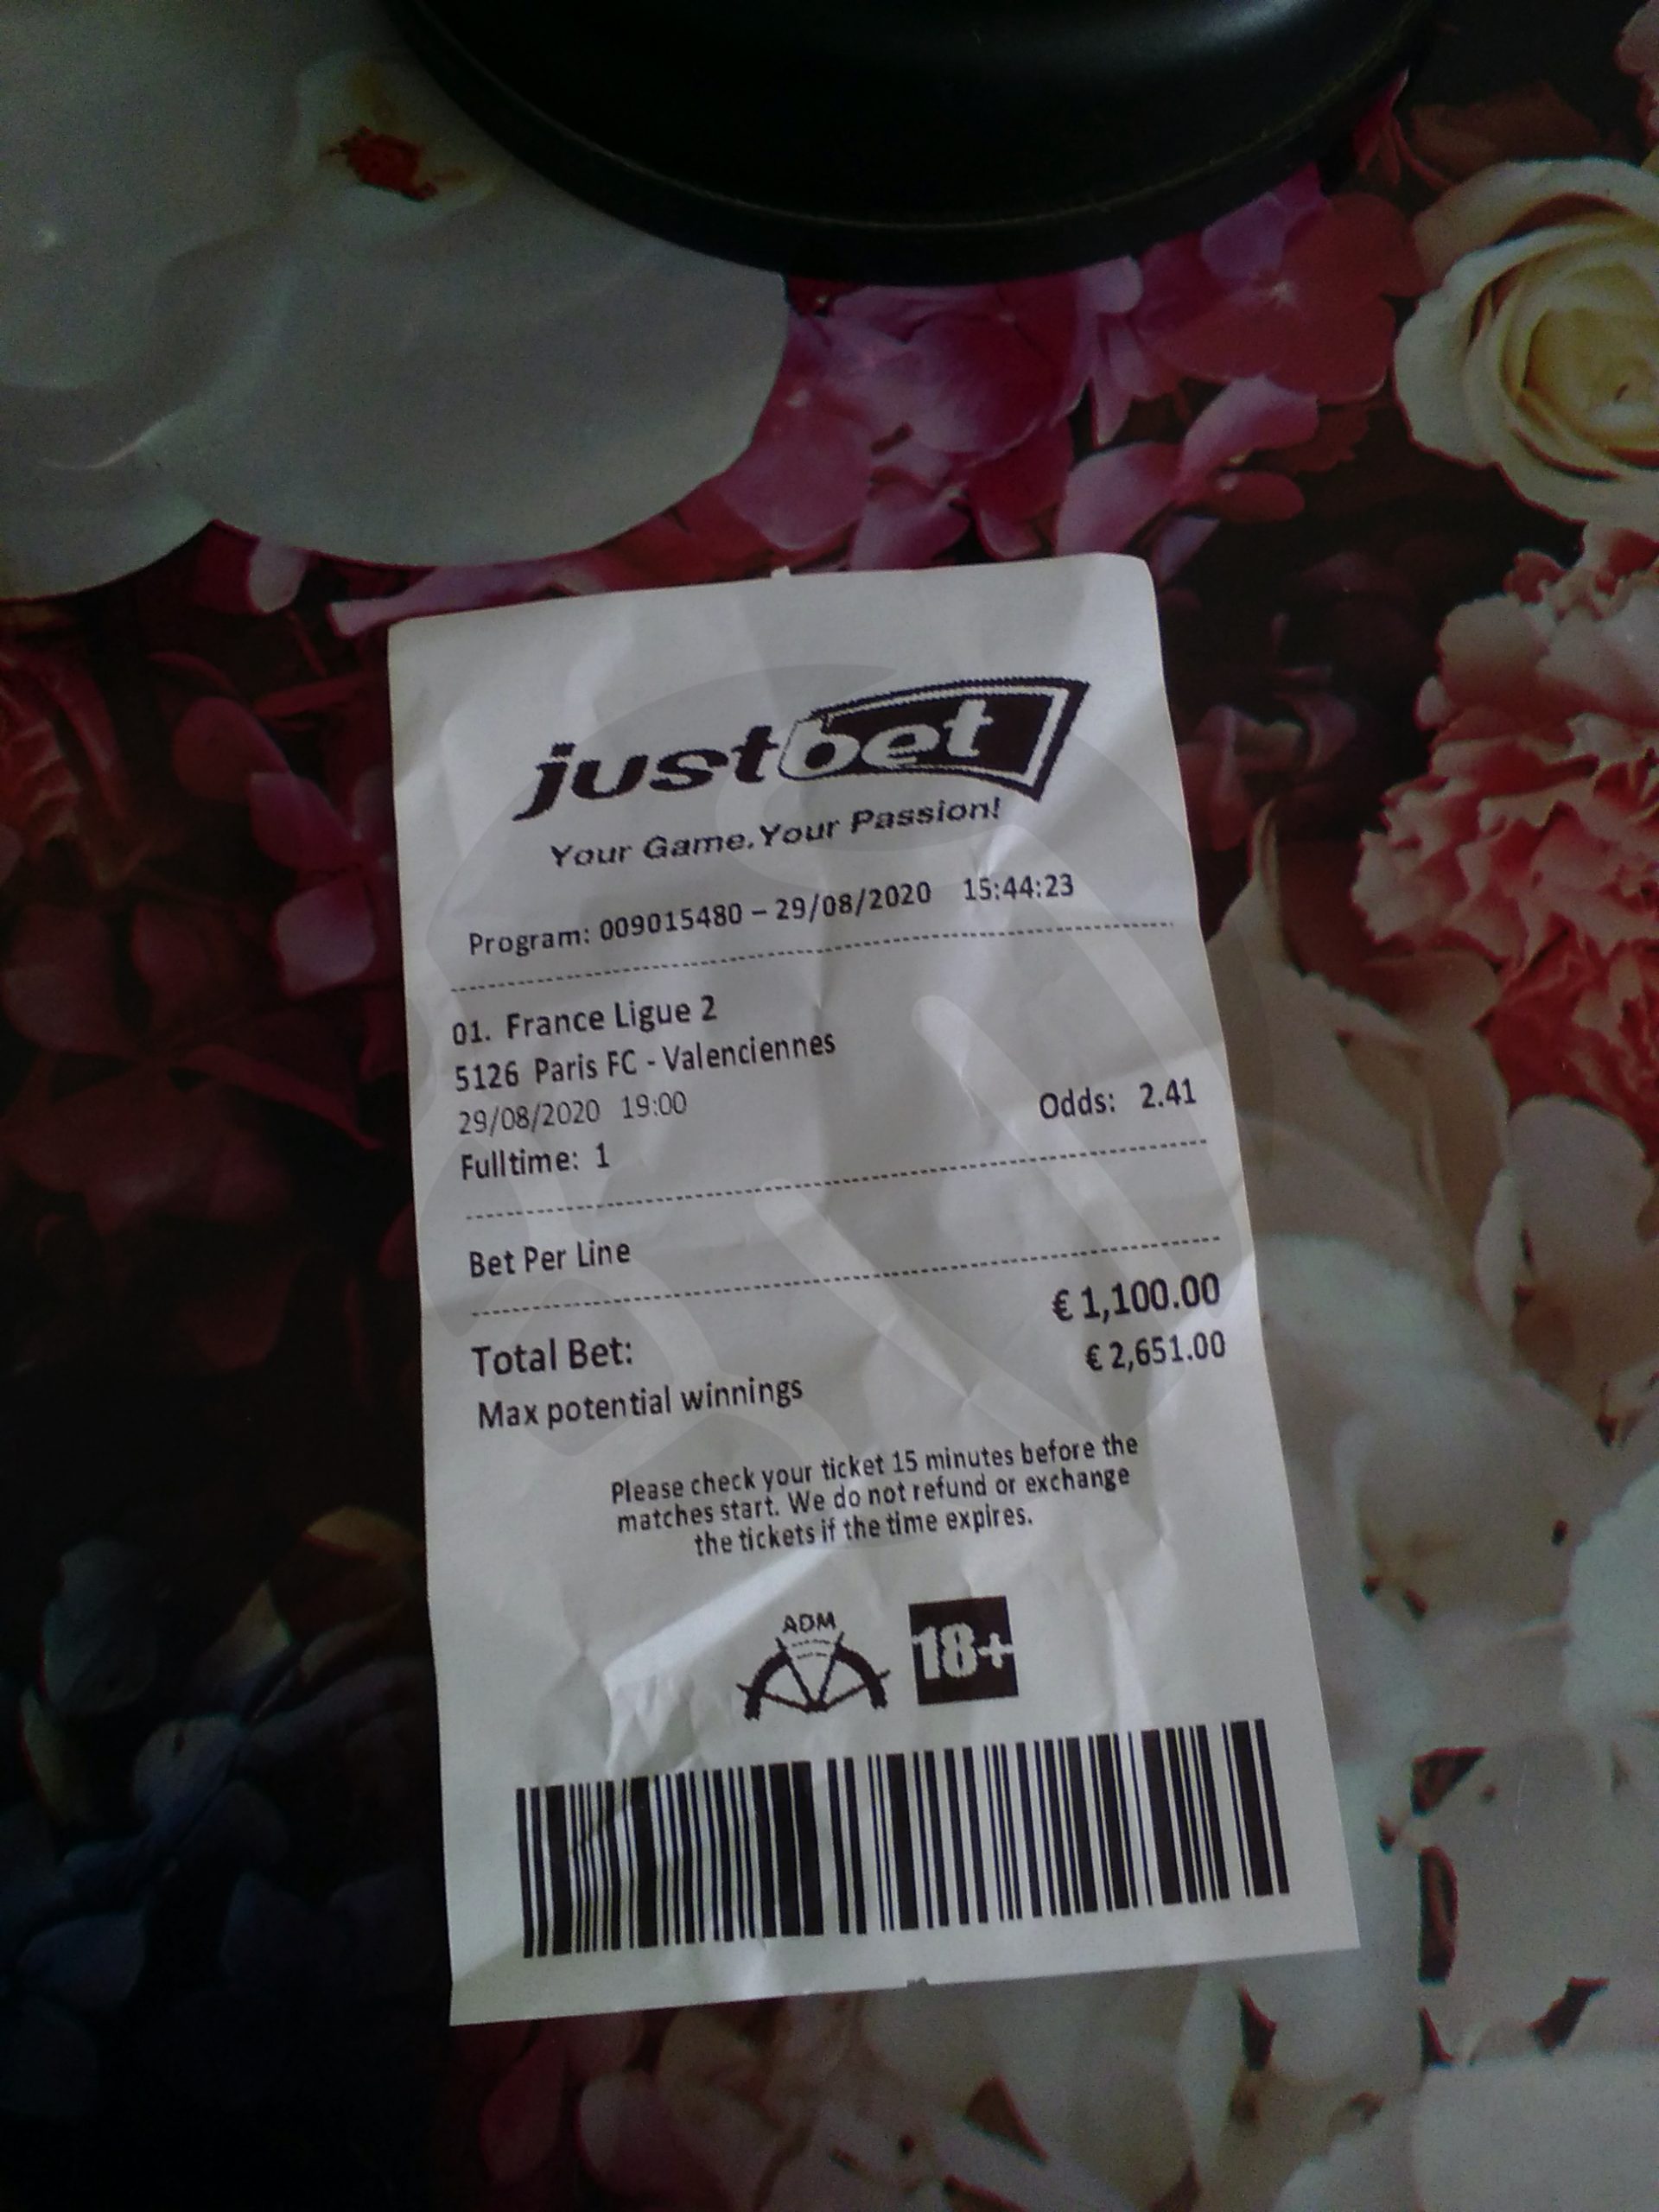 justbet
Your Game. Your Passion!
Program: 009015480 – 29/08/2020 15:44:23
01. France Ligue 2
5126 Paris FC - Valenciennes
29/08/2020 19:00
Odds: 2.41
Fulltime: 1
Bet Per Line
€ 1,100.00
Total Bet:
€ 2,651.00
Max potential winnings
Please check your ticket 15 minutes before the
matches start. We do not refund or exchange
the tickets if the time expires.
ADM
18+